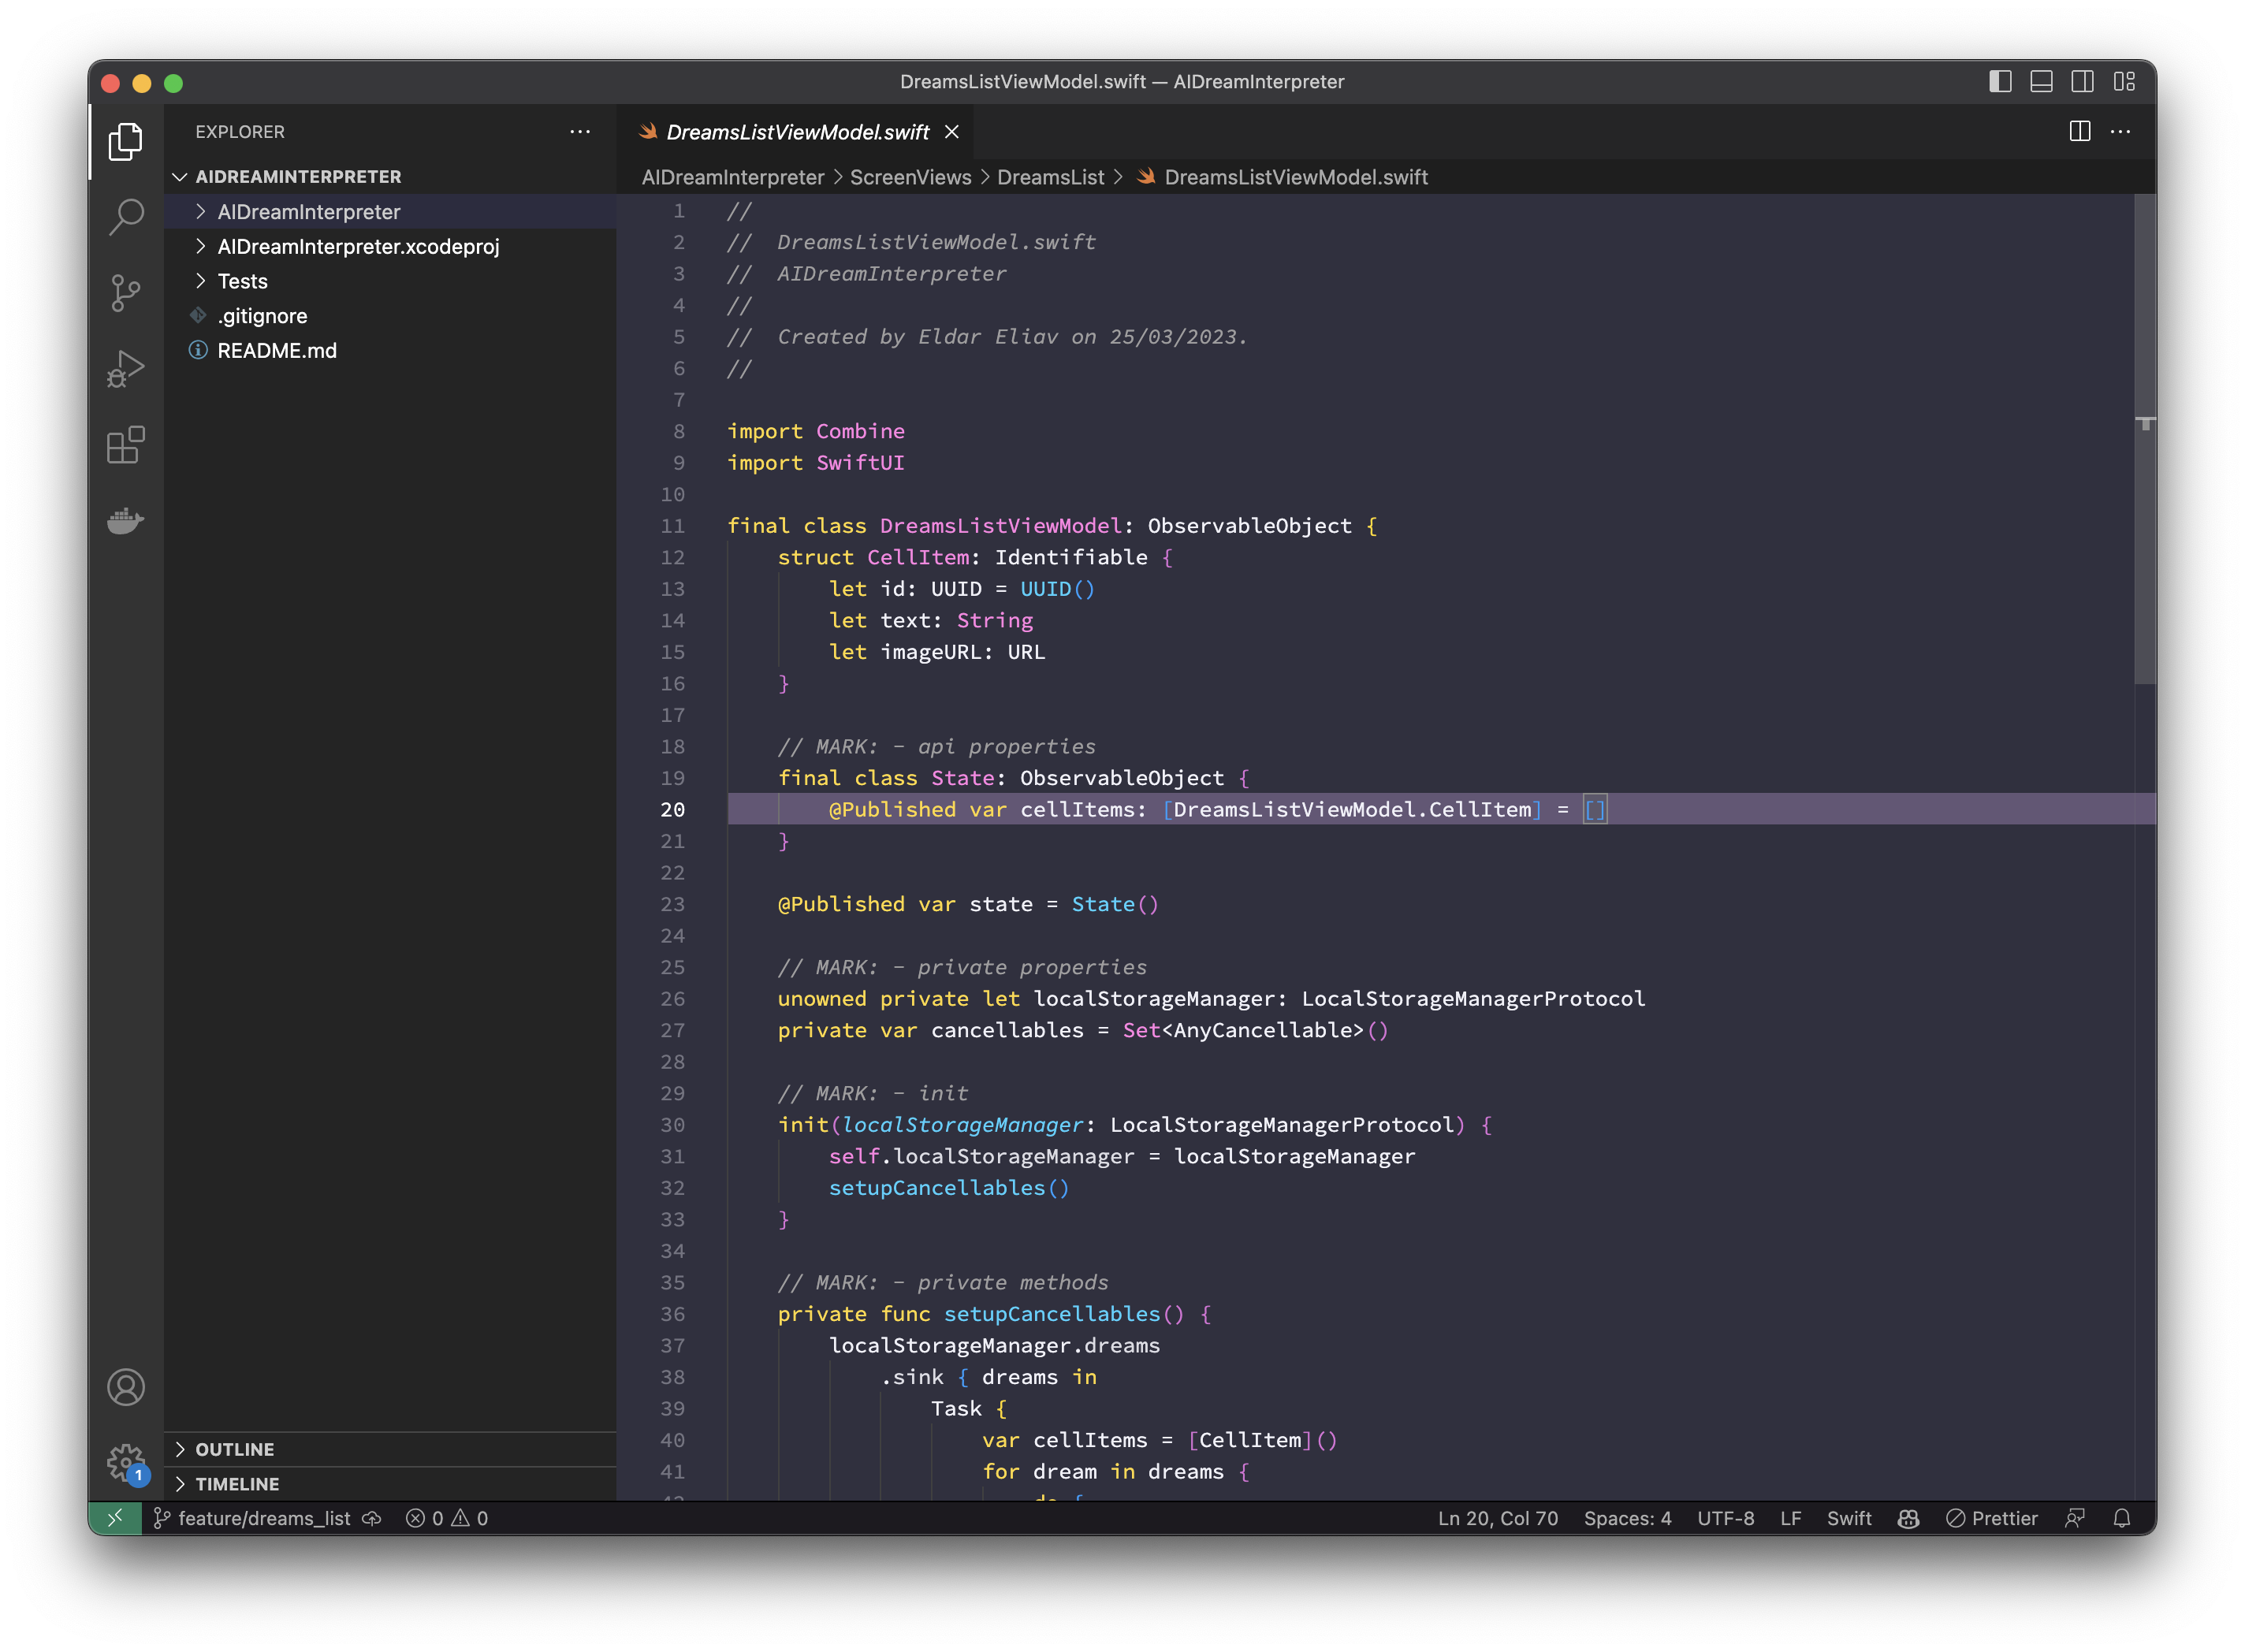 DreamsListViewModel.swift — AIDreamInterpreter
EXPLORER
AIDREAMINTERPRETER
AIDreamInterpreter
AIDreamInterpreter.xcodeproj
Tests
.gitignore
README.md
OUTLINE
TIMELINE
1
DreamsListViewModel.swift
AIDreamInterpreter > ScreenViews > DreamsList > DreamsListViewModel.swift
1 //
2 //  DreamsListViewModel.swift
3 //  AIDreamInterpreter
4 //
5 //  Created by Eldar Eliav on 25/03/2023.
6 //
7
8 import Combine
9 import SwiftUI
10
11 final class DreamsListViewModel: ObservableObject {
12     struct CellItem: Identifiable {
13         let id: UUID = UUID()
14         let text: String
15         let imageURL: URL
16     }
17
18     // MARK: - api properties
19     final class State: ObservableObject {
20         @Published var cellItems: [DreamsListViewModel.CellItem] = []
21     }
22
23     @Published var state = State()
24
25     // MARK: - private properties
26     unowned private let localStorageManager: LocalStorageManagerProtocol
27     private var cancellables = Set<AnyCancellable>()
28
29     // MARK: - init
30     init(localStorageManager: LocalStorageManagerProtocol) {
31         self.localStorageManager = localStorageManager
32         setupCancellables()
33     }
34
35     // MARK: - private methods
36     private func setupCancellables() {
37         localStorageManager.dreams
38             .sink { dreams in
39                 Task {
40                     var cellItems = [CellItem]()
41                     for dream in dreams {
feature/dreams_list 0 0 Ln 20, Col 70 Spaces: 4 UTF-8 LF Swift Prettier